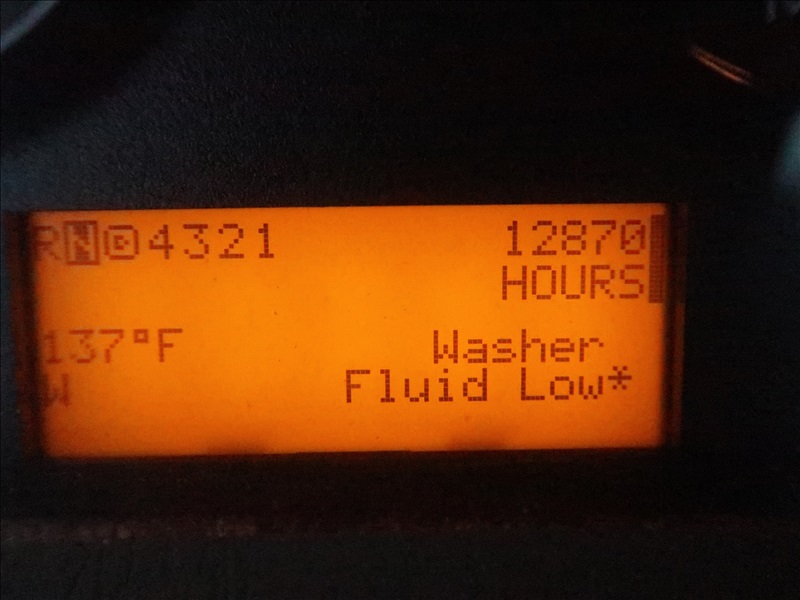 RND4321 12870
HOURS
137°F Washer
W Fluid Low*